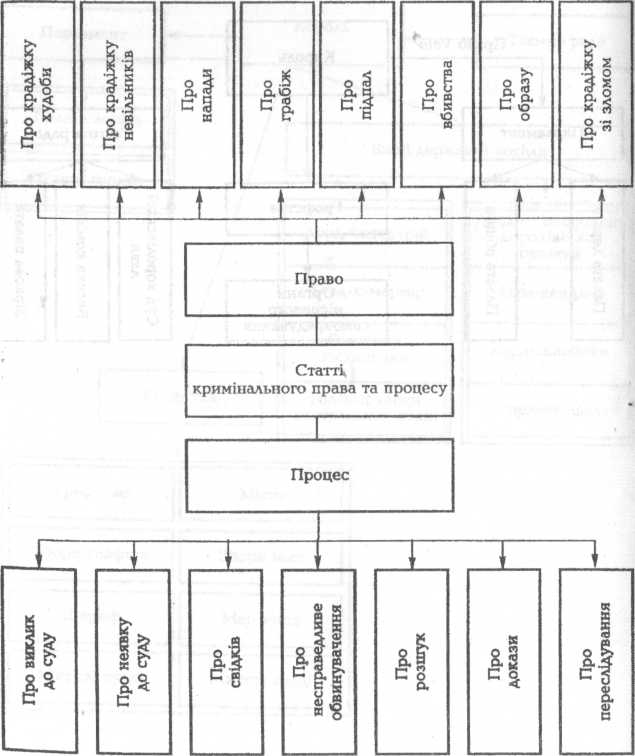 Про крадіжку
худоби
Про крадіжку
невільників
Про
напади
Про
грабіж
Про
підпал
Про
вбивства
Про
образу
Про крадіжку
зі зломом
Право
Статті
кримінального права та процесу
Процес
Про виклик
до суду
Про неявку
до суду
Про
свідків
Про
несправедливе
обвинувачення
Про
розшук
Про
докази
Про
переслідування